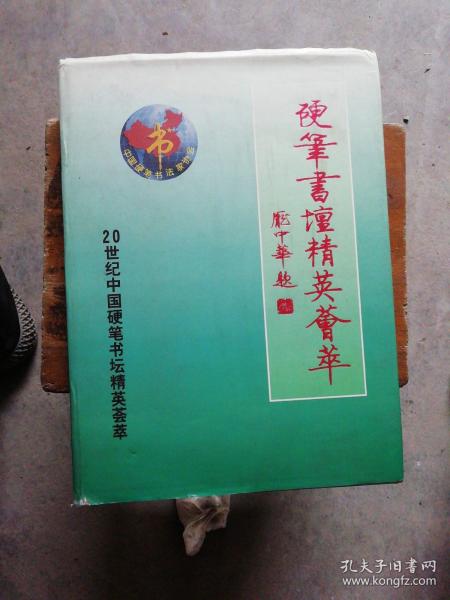 硬筆書壇精英薈萃
龐中華題
书
中国硬笔书法家协会
20世纪中国硬笔书坛精英荟萃
孔夫子旧书网
www.kongfz.com